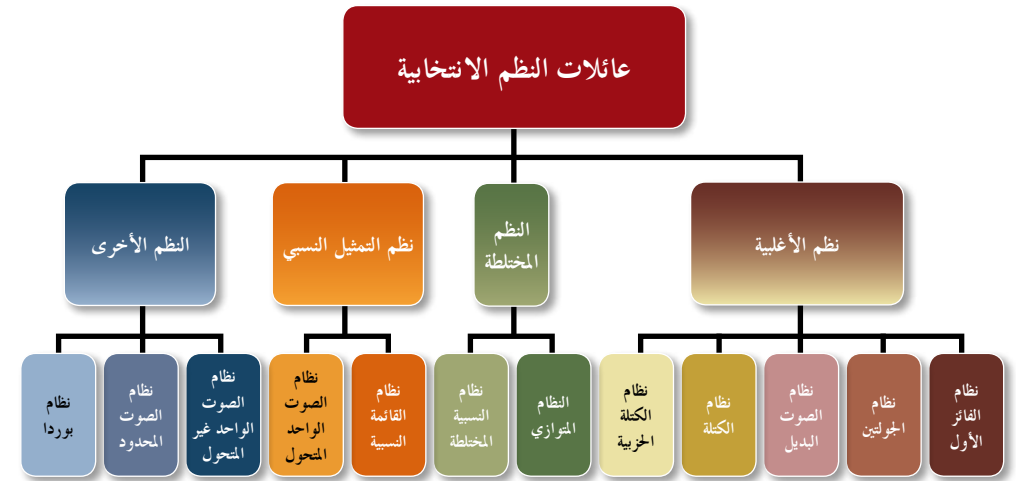 عائلات النظم الانتخابية
نظم الأغلبية
النظم
المختلطة
نظم التمثيل النسبي
النظم الأخرى
نظام
الفائز
الأول
نظام
الجولتين
نظام
الصوت
البديل
نظام
الكتلة
نظام
الكتلة
الحزبية
النظام
المتوازي
نظام
النسبية
المختلطة
نظام
القائمة
النسبية
نظام
الصوت
الواحد
المتحول
نظام
الصوت
الواحد غير
المتحول
نظام
الصوت
المحدود
نظام
بوردا